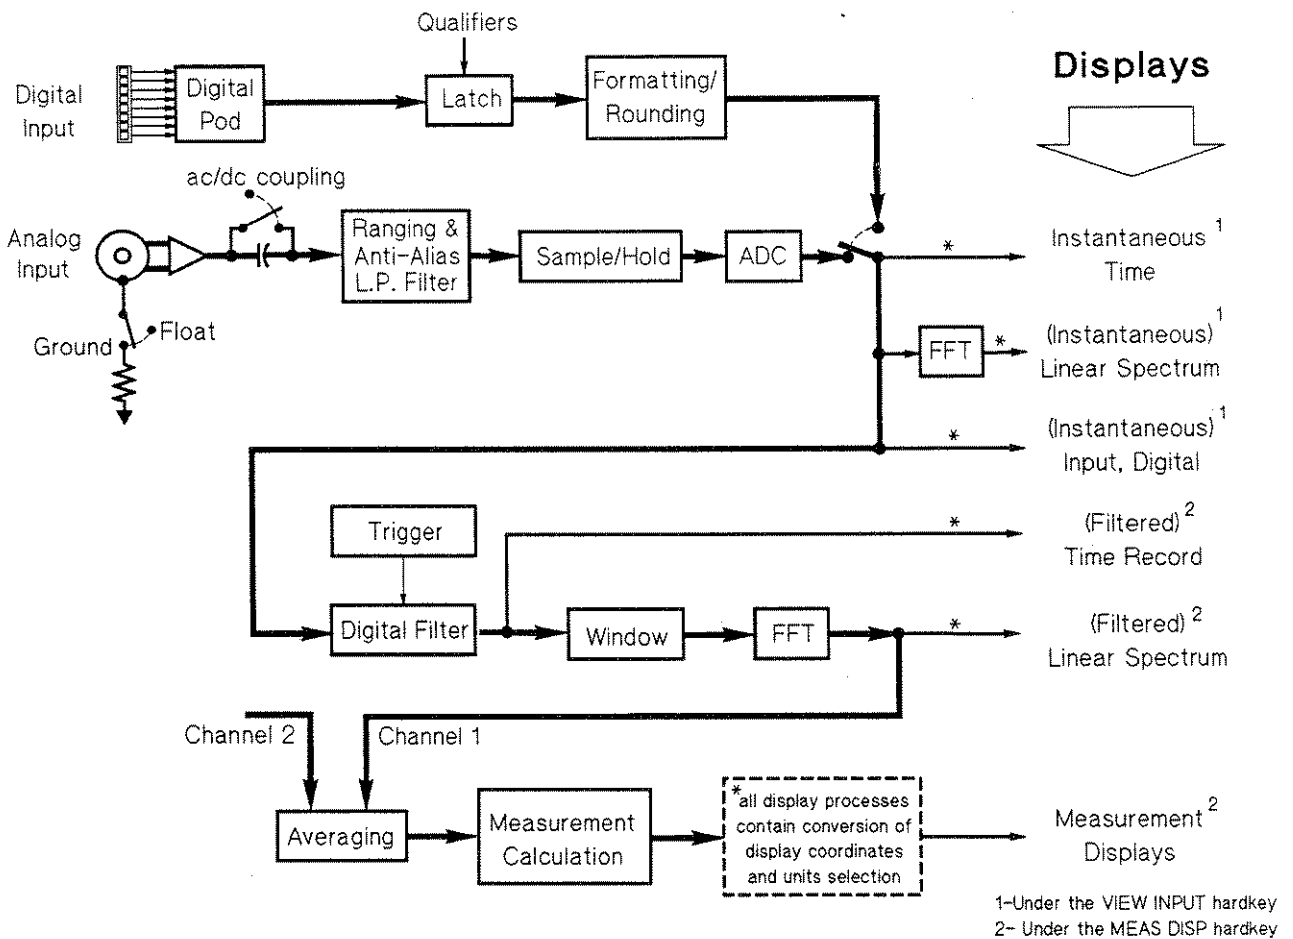 Qualifiers
Displays
Digital
Input
Digital
Pod
Latch
Formatting/
Rounding
ac/dc coupling
Analog
Input
Ranging &
Anti-Alias
L.P. Filter
Sample/Hold
ADC
*
Instantaneous 1
Time
Ground
Float
FFT
*
(Instantaneous) 1
Linear Spectrum
*
(Instantaneous) 1
Input, Digital
Trigger
*
(Filtered) 2
Time Record
Digital Filter
Window
FFT
*
(Filtered) 2
Linear Spectrum
Channel 2
Channel 1
Averaging
Measurement
Calculation
*all display processes
contain conversion of
display coordinates
and units selection
Measurement 2
Displays
1-Under the VIEW INPUT hardkey
2- Under the MEAS DISP hardkey